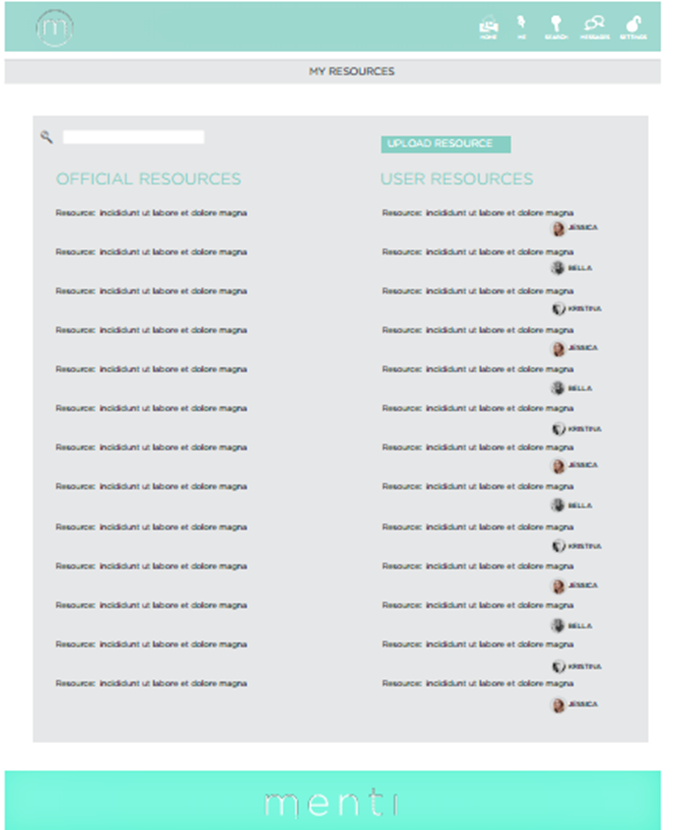 m
HOME ME SEARCH MESSAGES SETTINGS
MY RESOURCES
UPLOAD RESOURCE
OFFICIAL RESOURCES
Resource: incididunt ut labore et dolore magna
Resource: incididunt ut labore et dolore magna
Resource: incididunt ut labore et dolore magna
Resource: incididunt ut labore et dolore magna
Resource: incididunt ut labore et dolore magna
Resource: incididunt ut labore et dolore magna
Resource: incididunt ut labore et dolore magna
Resource: incididunt ut labore et dolore magna
Resource: incididunt ut labore et dolore magna
Resource: incididunt ut labore et dolore magna
Resource: incididunt ut labore et dolore magna
Resource: incididunt ut labore et dolore magna
Resource: incididunt ut labore et dolore magna
USER RESOURCES
Resource: incididunt ut labore et dolore magna
JESSICA
Resource: incididunt ut labore et dolore magna
BELLA
Resource: incididunt ut labore et dolore magna
KRISTINA
Resource: incididunt ut labore et dolore magna
JESSICA
Resource: incididunt ut labore et dolore magna
BELLA
Resource: incididunt ut labore et dolore magna
KRISTINA
Resource: incididunt ut labore et dolore magna
JESSICA
Resource: incididunt ut labore et dolore magna
BELLA
Resource: incididunt ut labore et dolore magna
KRISTINA
Resource: incididunt ut labore et dolore magna
JESSICA
Resource: incididunt ut labore et dolore magna
BELLA
Resource: incididunt ut labore et dolore magna
KRISTINA
Resource: incididunt ut labore et dolore magna
JESSICA
menti